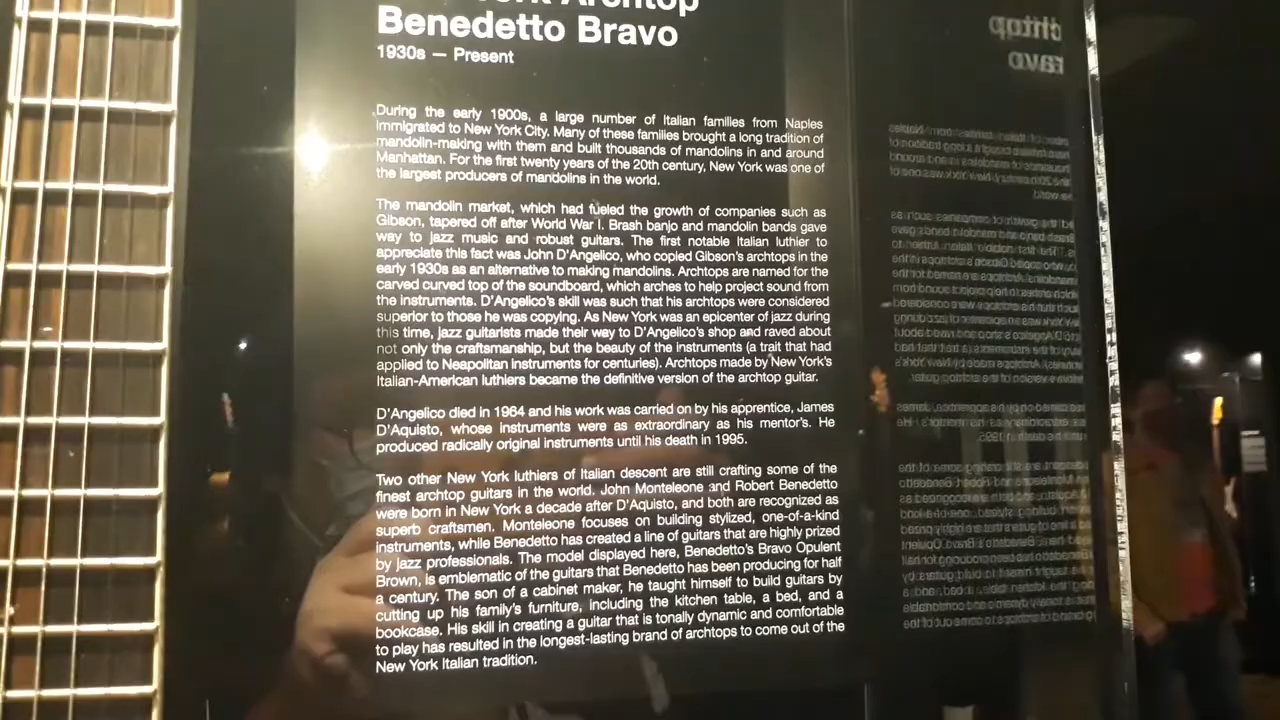 Archtop
Benedetto Bravo
1930s — Present
During the early 1900s, a large number of Italian families from Naples
immigrated to New York City. Many of these families brought a long tradition of
mandolin-making with them and built thousands of mandolins in and around
Manhattan. For the first twenty years of the 20th century, New York was one of
the largest producers of mandolins in the world.
The mandolin market, which had fueled the growth of companies such as
Gibson, tapered off after World War I. Brash banjo and mandolin bands gave
way to jazz music and robust guitars. The first notable Italian luthier to
appreciate this fact was John D'Angelico, who copied Gibson's archtops in the
early 1930s as an alternative to making mandolins. Archtops are named for the
carved curved top of the soundboard, which arches to help project sound from
the instruments. D'Angelico's skill was such that his archtops were considered
superior to those he was copying. As New York was an epicenter of jazz during
this time, jazz guitarists made their way to D'Angelico's shop and raved about
not only the craftsmanship, but the beauty of the instruments (a trait that had
applied to Neapolitan instruments for centuries). Archtops made by New York's
Italian-American luthiers became the definitive version of the archtop guitar.
D'Angelico died in 1964 and his work was carried on by his apprentice, James
D'Aquisto, whose instruments were as extraordinary as his mentor's. He
produced radically original instruments until his death in 1995.
Two other New York luthiers of Italian descent are still crafting some of the
finest archtop guitars in the world. John Monteleone and Robert Benedetto
were born in New York a decade after D'Aquisto, and both are recognized as
superb craftsmen. Monteleone focuses on building stylized, one-of-a-kind
instruments, while Benedetto has created a line of guitars that are highly prized
by jazz professionals. The model displayed here, Benedetto's Bravo Opulent
Brown, is emblematic of the guitars that Benedetto has been producing for half
a century. The son of a cabinet maker, he taught himself to build guitars by
cutting up his family's furniture, including the kitchen table, a bed, and a
bookcase. His skill in creating a guitar that is tonally dynamic and comfortable
to play has resulted in the longest-lasting brand of archtops to come out of the
New York Italian tradition.